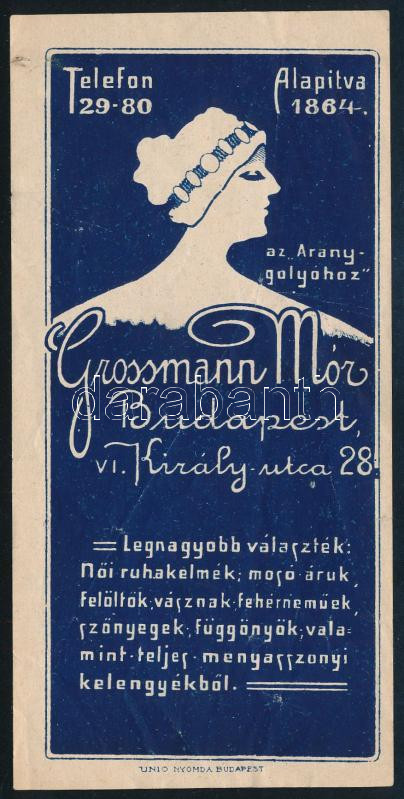 Telefon
29-80
Alapitva
1864.
az „Arany-
golyóhoz"
Grossmann Mór
darabanth
Budapest,
VI. Király-utca 28.
Legnagyobb választék:
Női ruhakelmék; mosó-áruk,
felöltők; vásznak-fehérneműek,
szőnyegek; függönyök; vala-
mint-teljes-menyasszonyi
kelengyékből.
UNIO NYOMDA BUDAPEST